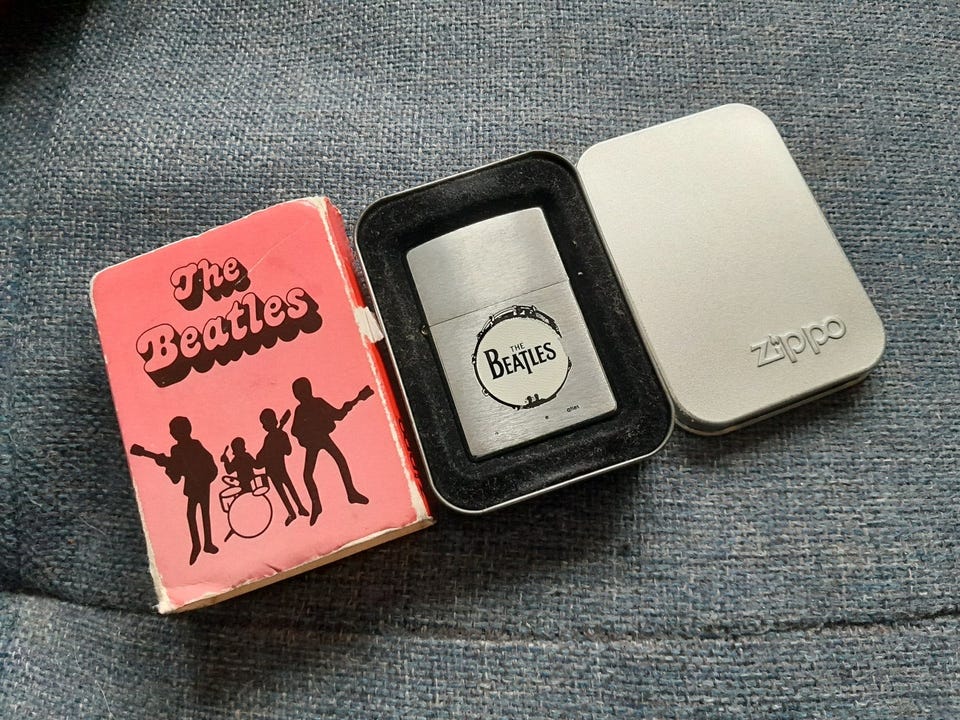 The
Beatles
THE
BEATLES
zippo